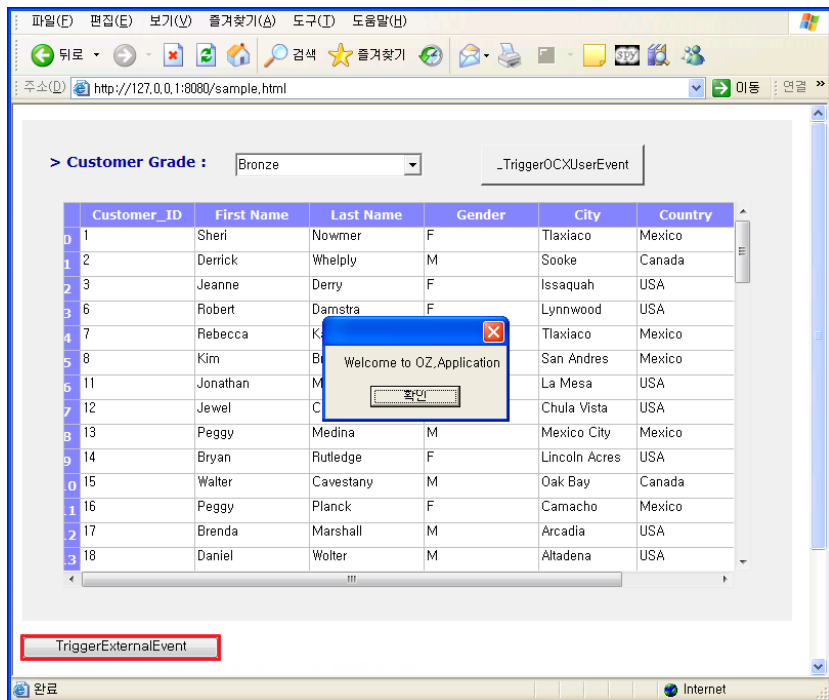 파일(F) 편집(E) 보기(V) 즐겨찾기(A) 도구(T) 도움말(H)
뒤로 검색 즐겨찾기 SPY
주소(D) http://127,0,0,1:8080/sample,html 이동 연결 »
> Customer Grade : Bronze _TriggerOCXUserEvent
Customer_ID First Name Last Name Gender City Country
0 1 Sheri Nowmer F Tlaxiaco Mexico
1 2 Derrick Whelply M Sooke Canada
2 3 Jeanne Derry F Issaquah USA
3 6 Robert Damstra F Lynnwood USA
4 7 Rebecca Tlaxiaco Mexico
5 8 Kim San Andres Mexico
6 11 Jonathan La Mesa USA
7 12 Jewel Chula Vista USA
8 13 Peggy Medina M Mexico City Mexico
9 14 Bryan Rutledge F Lincoln Acres USA
.0 15 Walter Cavestany M Oak Bay Canada
.1 16 Peggy Planck F Camacho Mexico
.2 17 Brenda Marshall M Arcadia USA
.3 18 Daniel Wolter M Altadena USA
Welcome to OZ,Application
확인
TriggerExternalEvent
완료 Internet